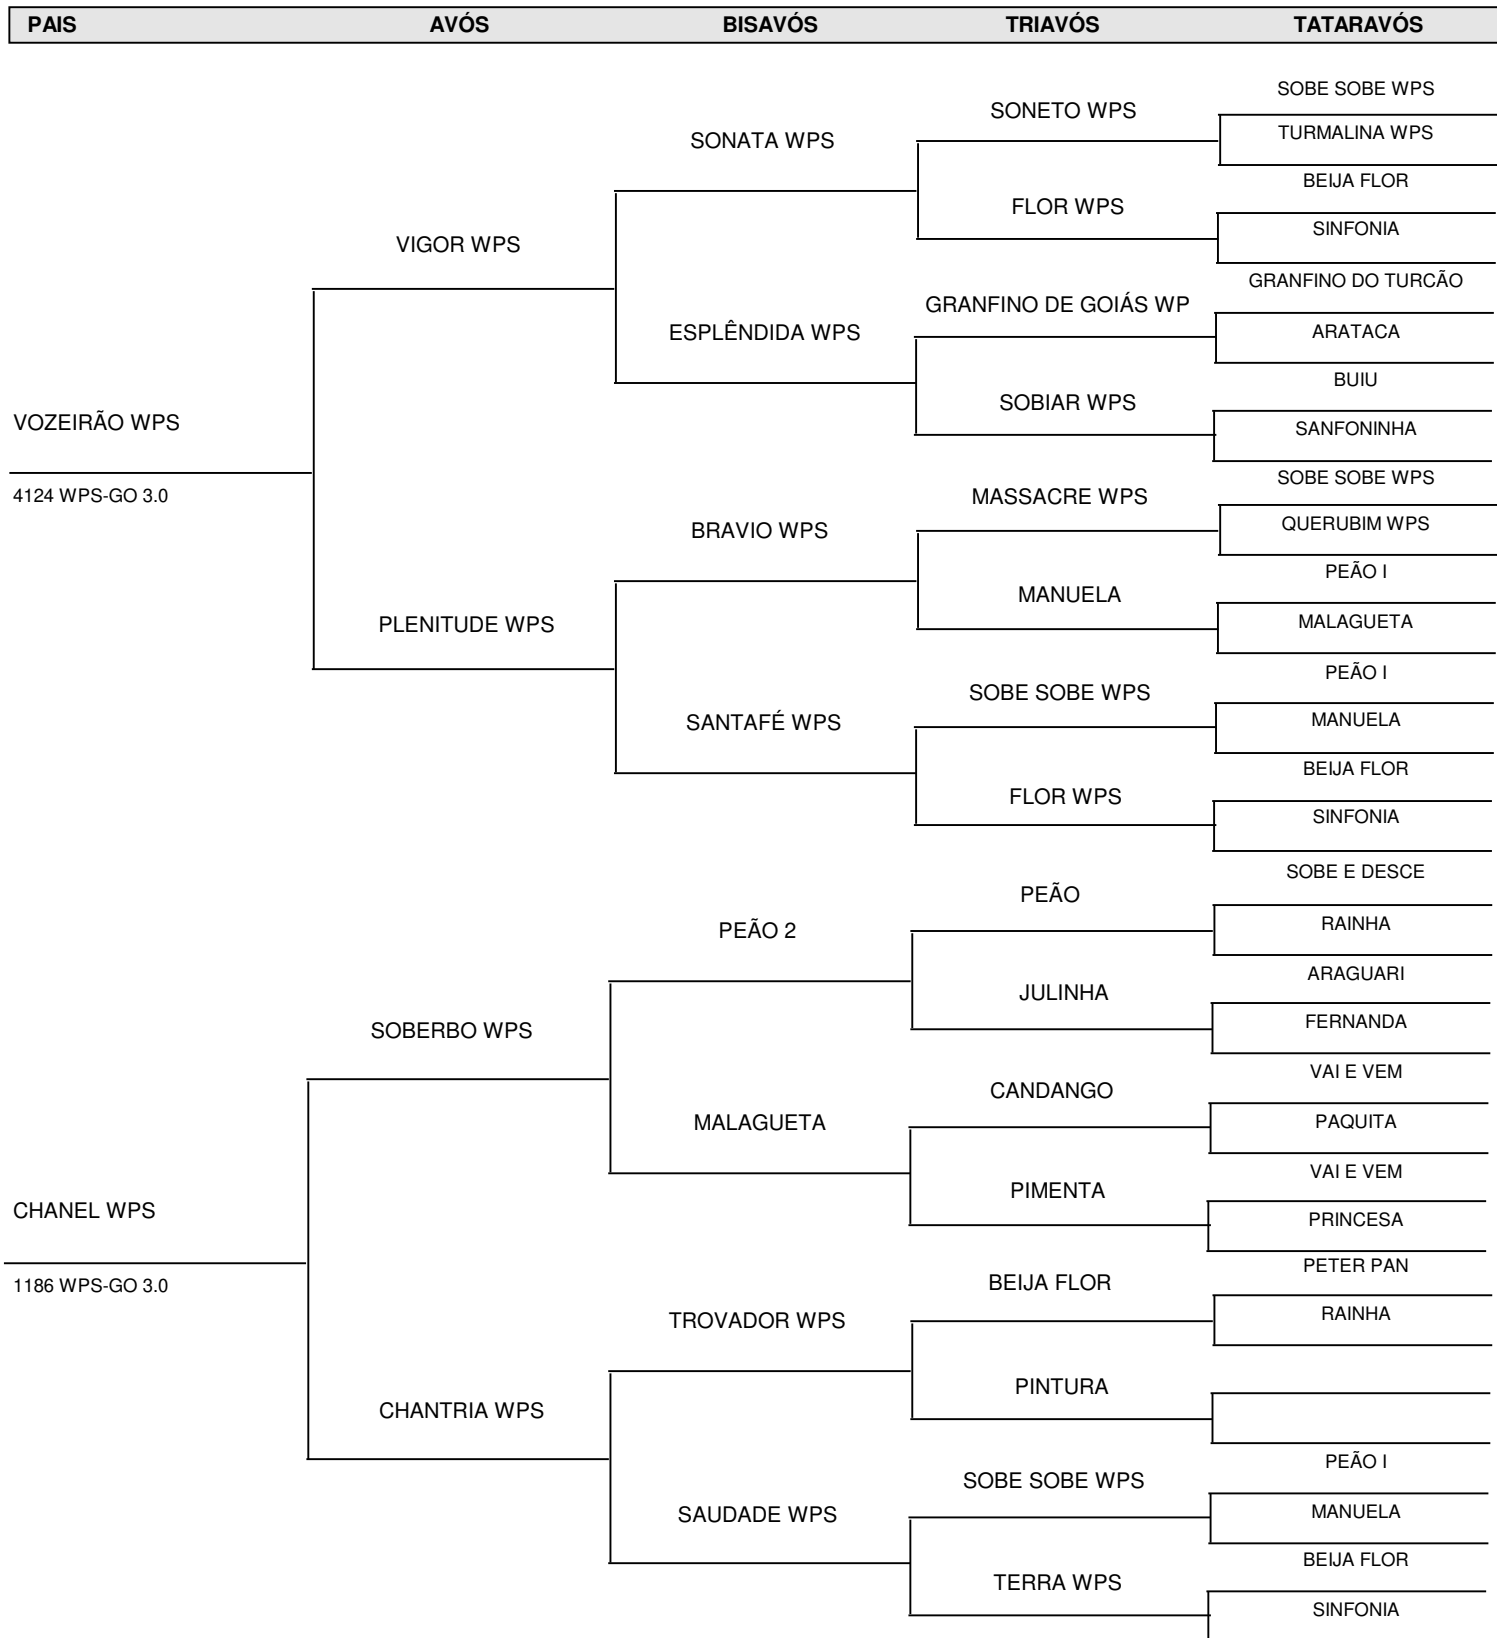 PAIS AVÓS BISAVÓS TRIAVÓS TATARAVÓS
SOBE SOBE WPS
SONETO WPS
TURMALINA WPS
SONATA WPS
BEIJA FLOR
FLOR WPS
SINFONIA
VIGOR WPS
GRANFINO DO TURCÃO
GRANFINO DE GOIÁS WP
ARATACA
ESPLÊNDIDA WPS
BUIU
SOBIAR WPS
SANFONINHA
VOZEIRÃO WPS
4124 WPS-GO 3.0
SOBE SOBE WPS
MASSACRE WPS
QUERUBIM WPS
BRAVIO WPS
PEÃO I
MANUELA
MALAGUETA
PLENITUDE WPS
PEÃO I
SOBE SOBE WPS
MANUELA
SANTAFÉ WPS
BEIJA FLOR
FLOR WPS
SINFONIA
SOBE E DESCE
PEÃO
RAINHA
PEÃO 2
ARAGUARI
JULINHA
FERNANDA
SOBERBO WPS
VAI E VEM
CANDANGO
PAQUITA
MALAGUETA
VAI E VEM
PIMENTA
PRINCESA
CHANEL WPS
1186 WPS-GO 3.0
PETER PAN
BEIJA FLOR
RAINHA
TROVADOR WPS
PINTURA
CHANTRIA WPS
PEÃO I
SOBE SOBE WPS
MANUELA
SAUDADE WPS
BEIJA FLOR
TERRA WPS
SINFONIA